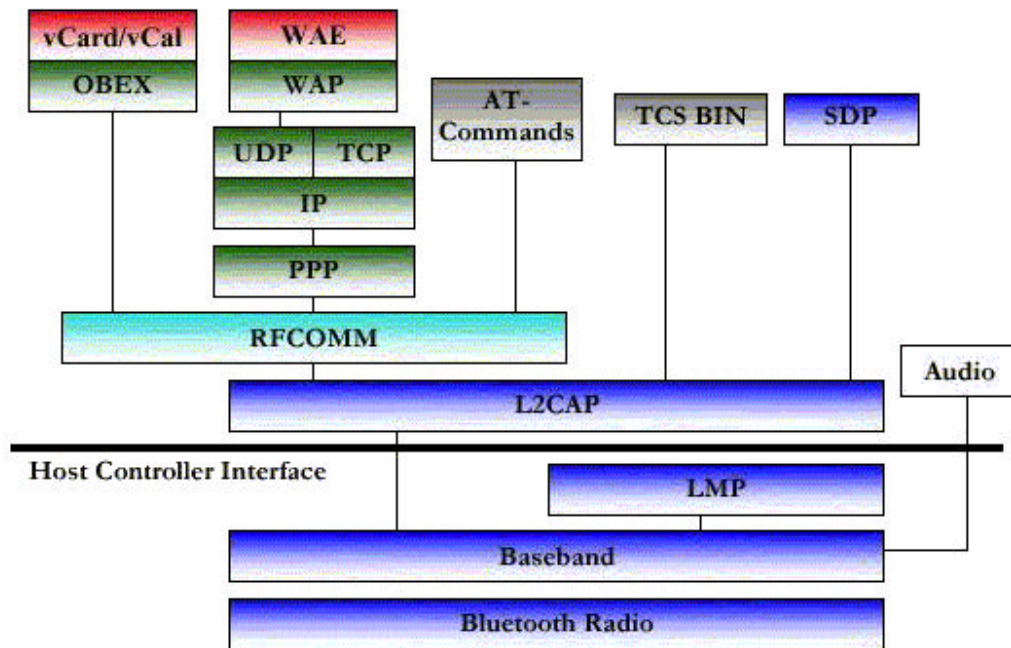 vCard/vCal
WAE
OBEX
WAP
AT-
Commands
TCS BIN
SDP
UDP
TCP
IP
PPP
RFCOMM
Audio
L2CAP
Host Controller Interface
LMP
Baseband
Bluetooth Radio